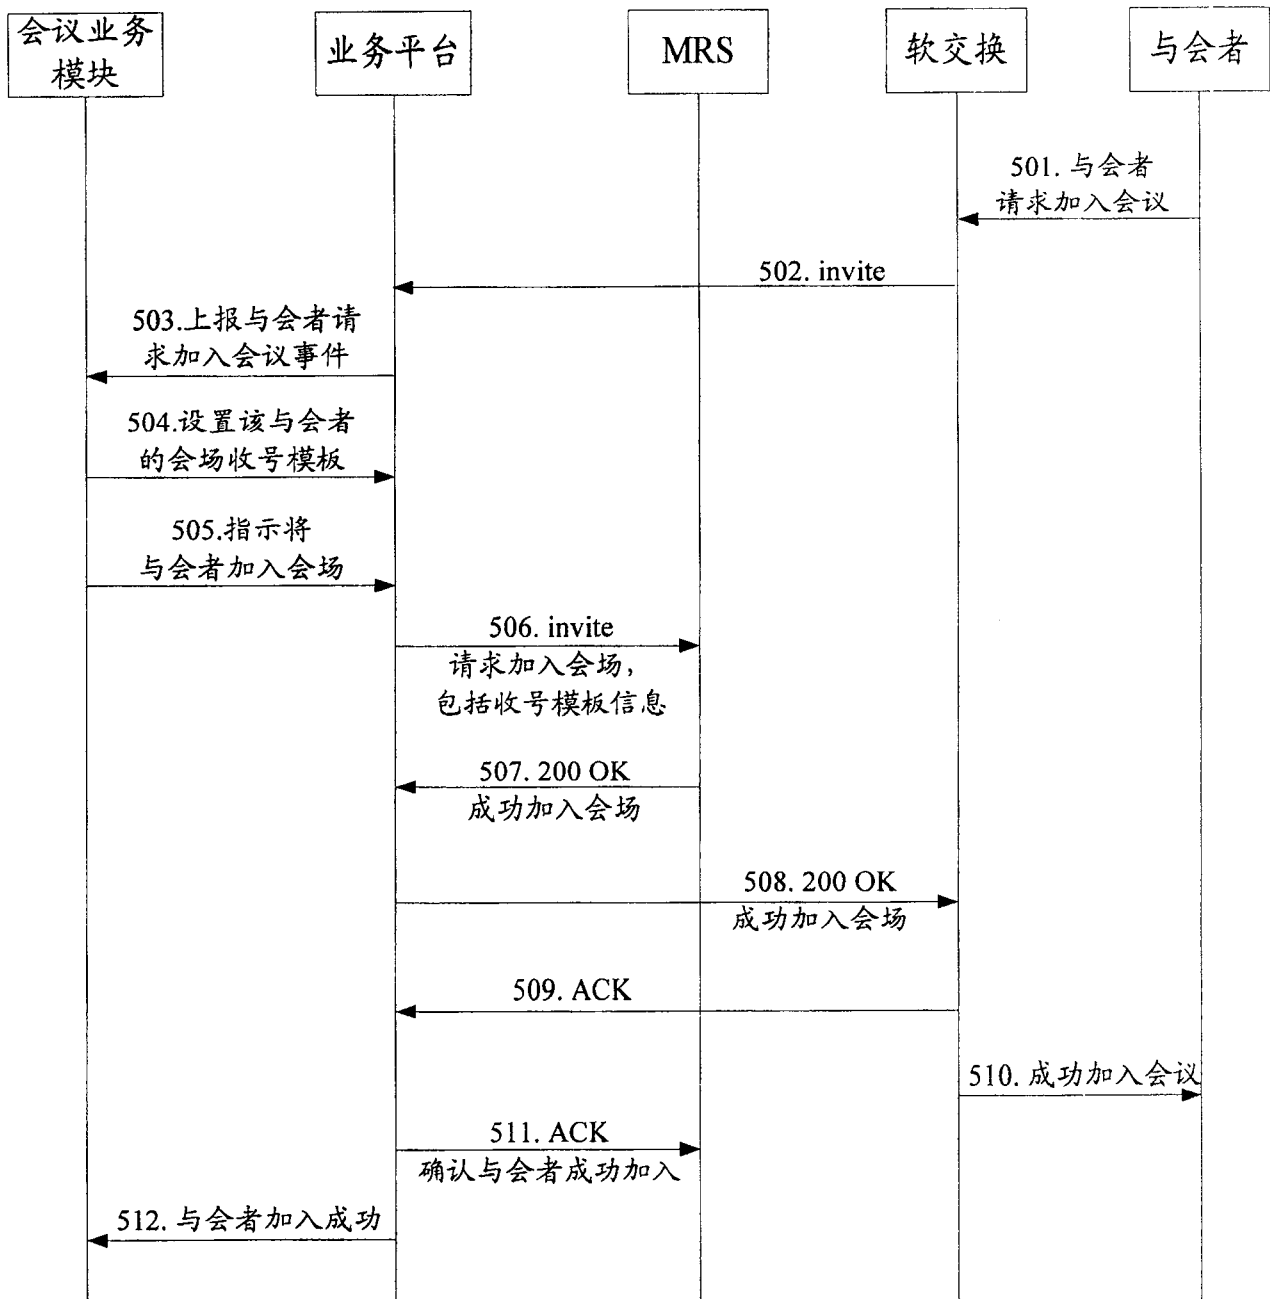 会议业务
模块
业务平台
MRS
软交换
与会者
501. 与会者
请求加入会议
502. invite
503.上报与会者请
求加入会议事件
504.设置该与会者
的会场收号模板
505.指示将
与会者加入会场
506. invite
请求加入会场,
包括收号模板信息
507. 200 OK
成功加入会场
508. 200 OK
成功加入会场
509. ACK
510. 成功加入会议
511. ACK
确认与会者成功加入
512. 与会者加入成功